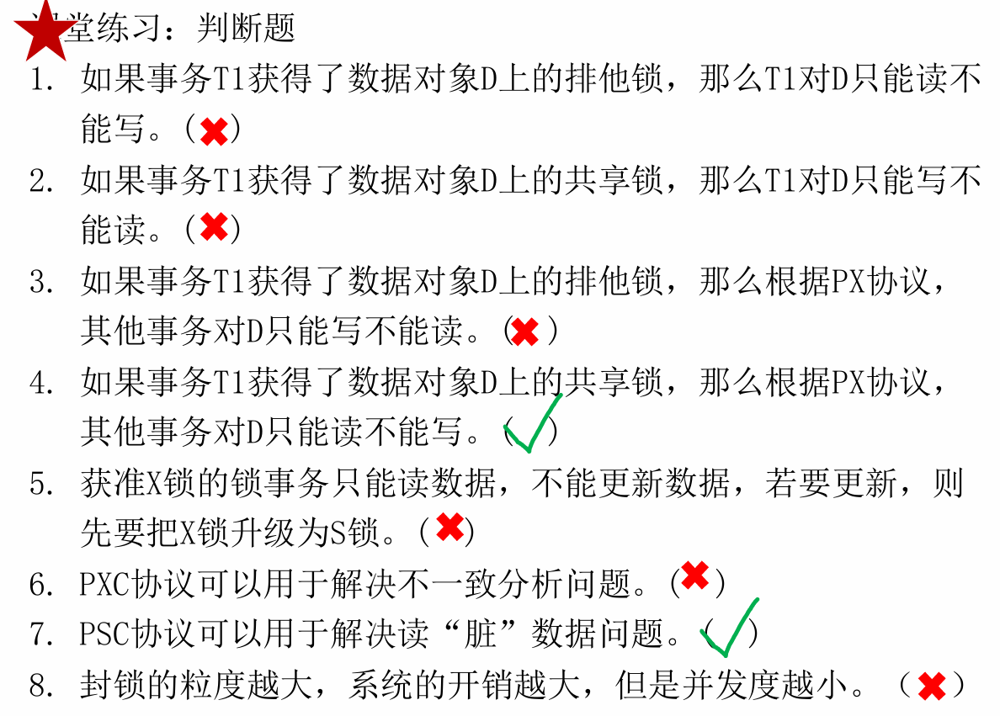 堂练习：判断题
1. 如果事务T1获得了数据对象D上的排他锁，那么T1对D只能读不
能写。(✖)
2. 如果事务T1获得了数据对象D上的共享锁，那么T1对D只能写不
能读。(✖)
3. 如果事务T1获得了数据对象D上的排他锁，那么根据PX协议，
其他事务对D只能写不能读。(✖)
4. 如果事务T1获得了数据对象D上的共享锁，那么根据PX协议，
其他事务对D只能读不能写。(✓)
5. 获准X锁的锁事务只能读数据，不能更新数据，若要更新，则
先要把X锁升级为S锁。(✖)
6. PXC协议可以用于解决不一致分析问题。(✖)
7. PSC协议可以用于解决读“脏”数据问题。(✓)
8. 封锁的粒度越大，系统的开销越大，但是并发度越小。（✖）